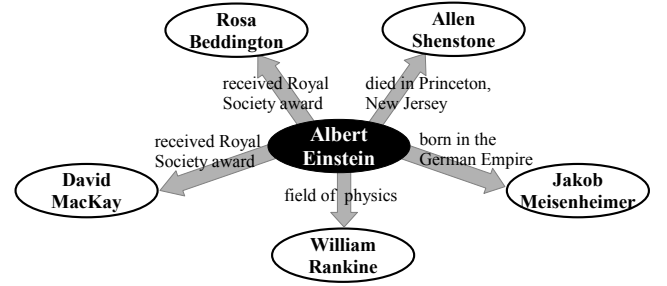 Rosa
Beddington
Allen
Shenstone
received Royal
Society award
died in Princeton,
New Jersey
Albert
Einstein
received Royal
Society award
born in the
German Empire
David
MacKay
field of physics
Jakob
Meisenheimer
William
Rankine